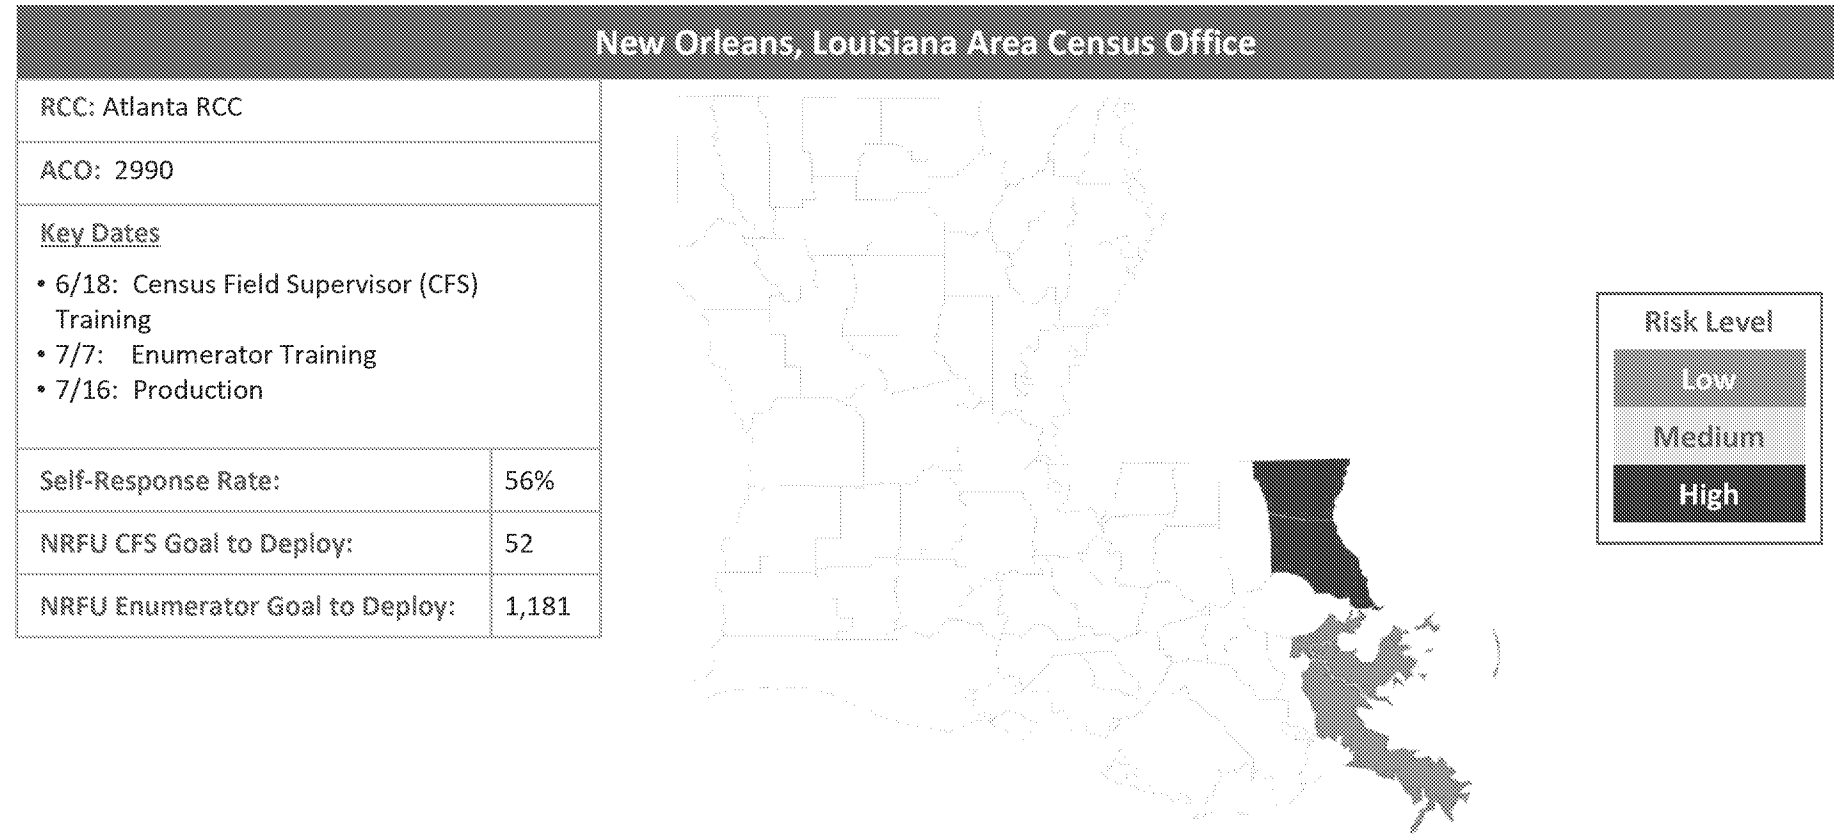 New Orleans, Louisiana Area Census Office
RCC: Atlanta RCC
ACO: 2990
Key Dates
• 6/18: Census Field Supervisor (CFS)
Training
• 7/7: Enumerator Training
• 7/16: Production
Self-Response Rate: 56%
NRFU CFS Goal to Deploy: 52
NRFU Enumerator Goal to Deploy: 1,181
Risk Level
Low
Medium
High